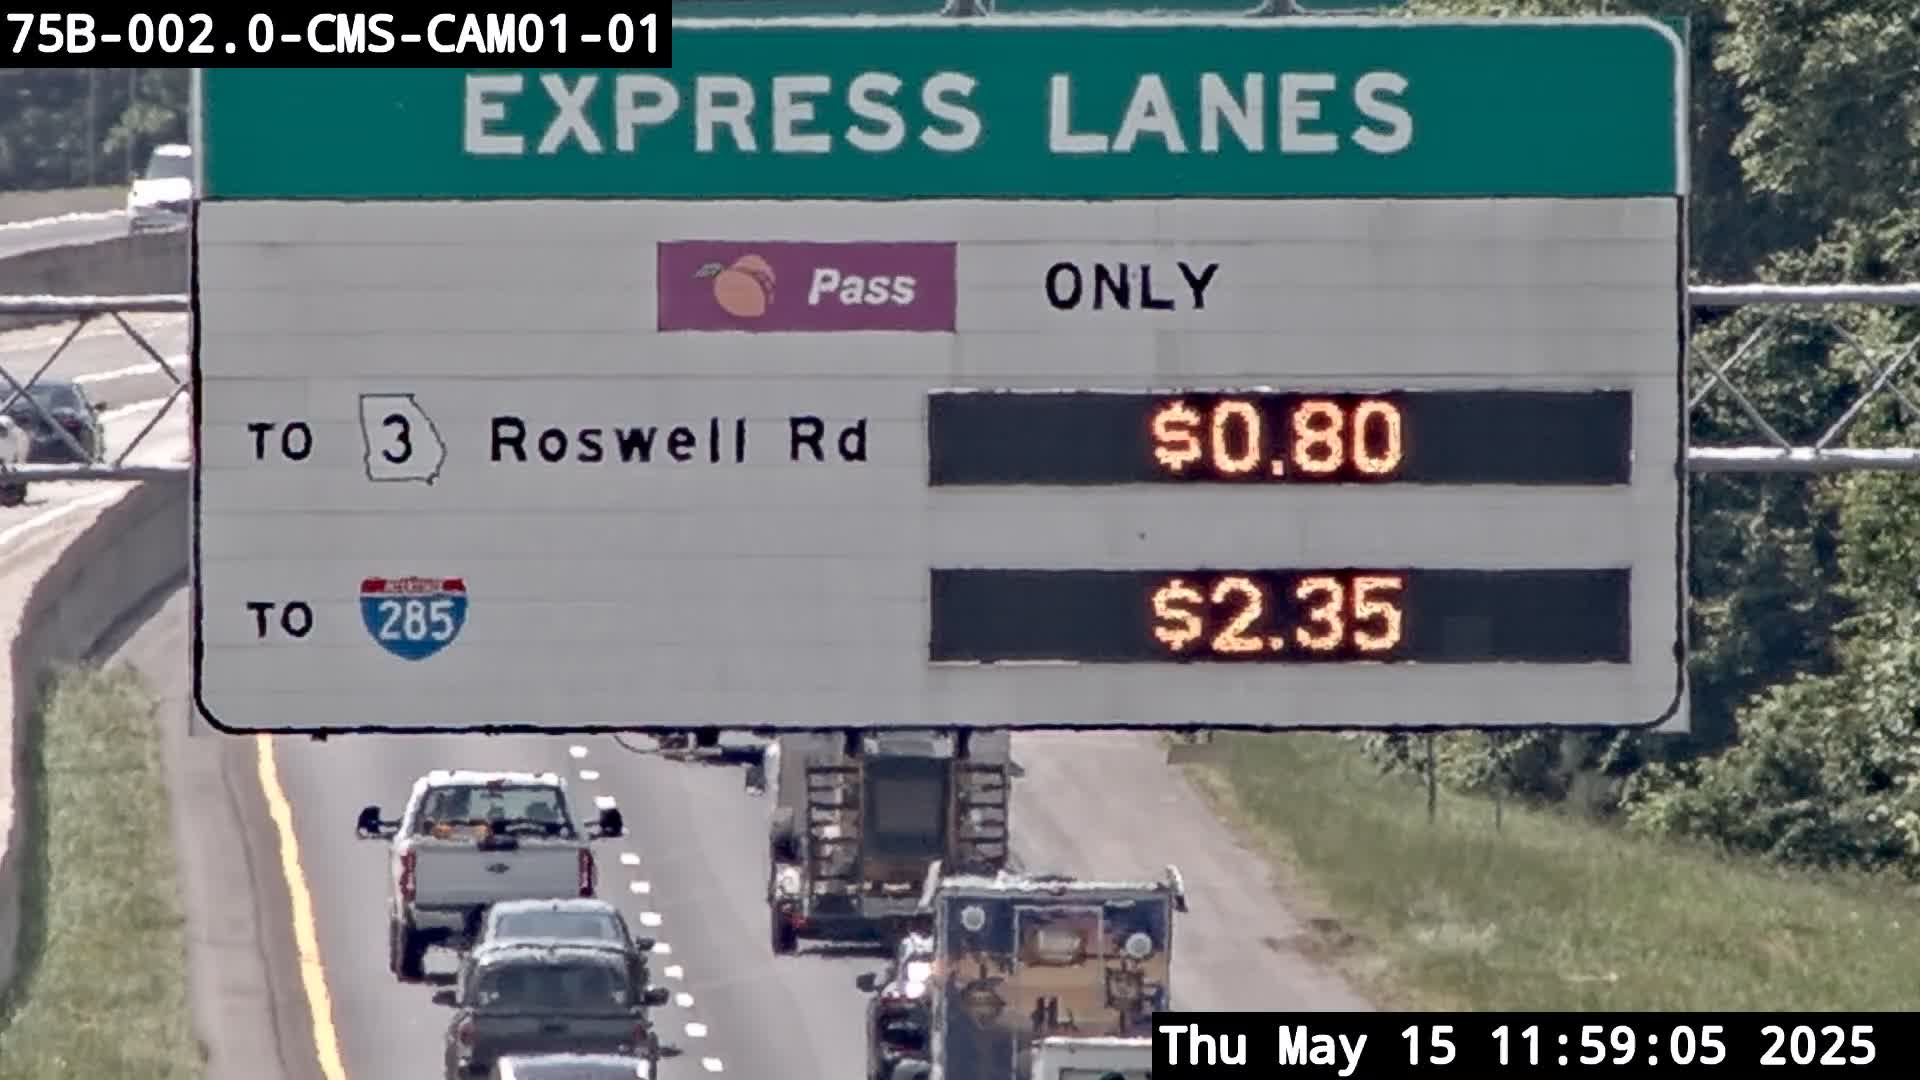 75B-002.0-CMS-CAM01-01
EXPRESS LANES
Pass ONLY
TO 3 Roswell Rd $0.80
TO INTERSTATE 285 $2.35
Thu May 15 11:59:05 2025